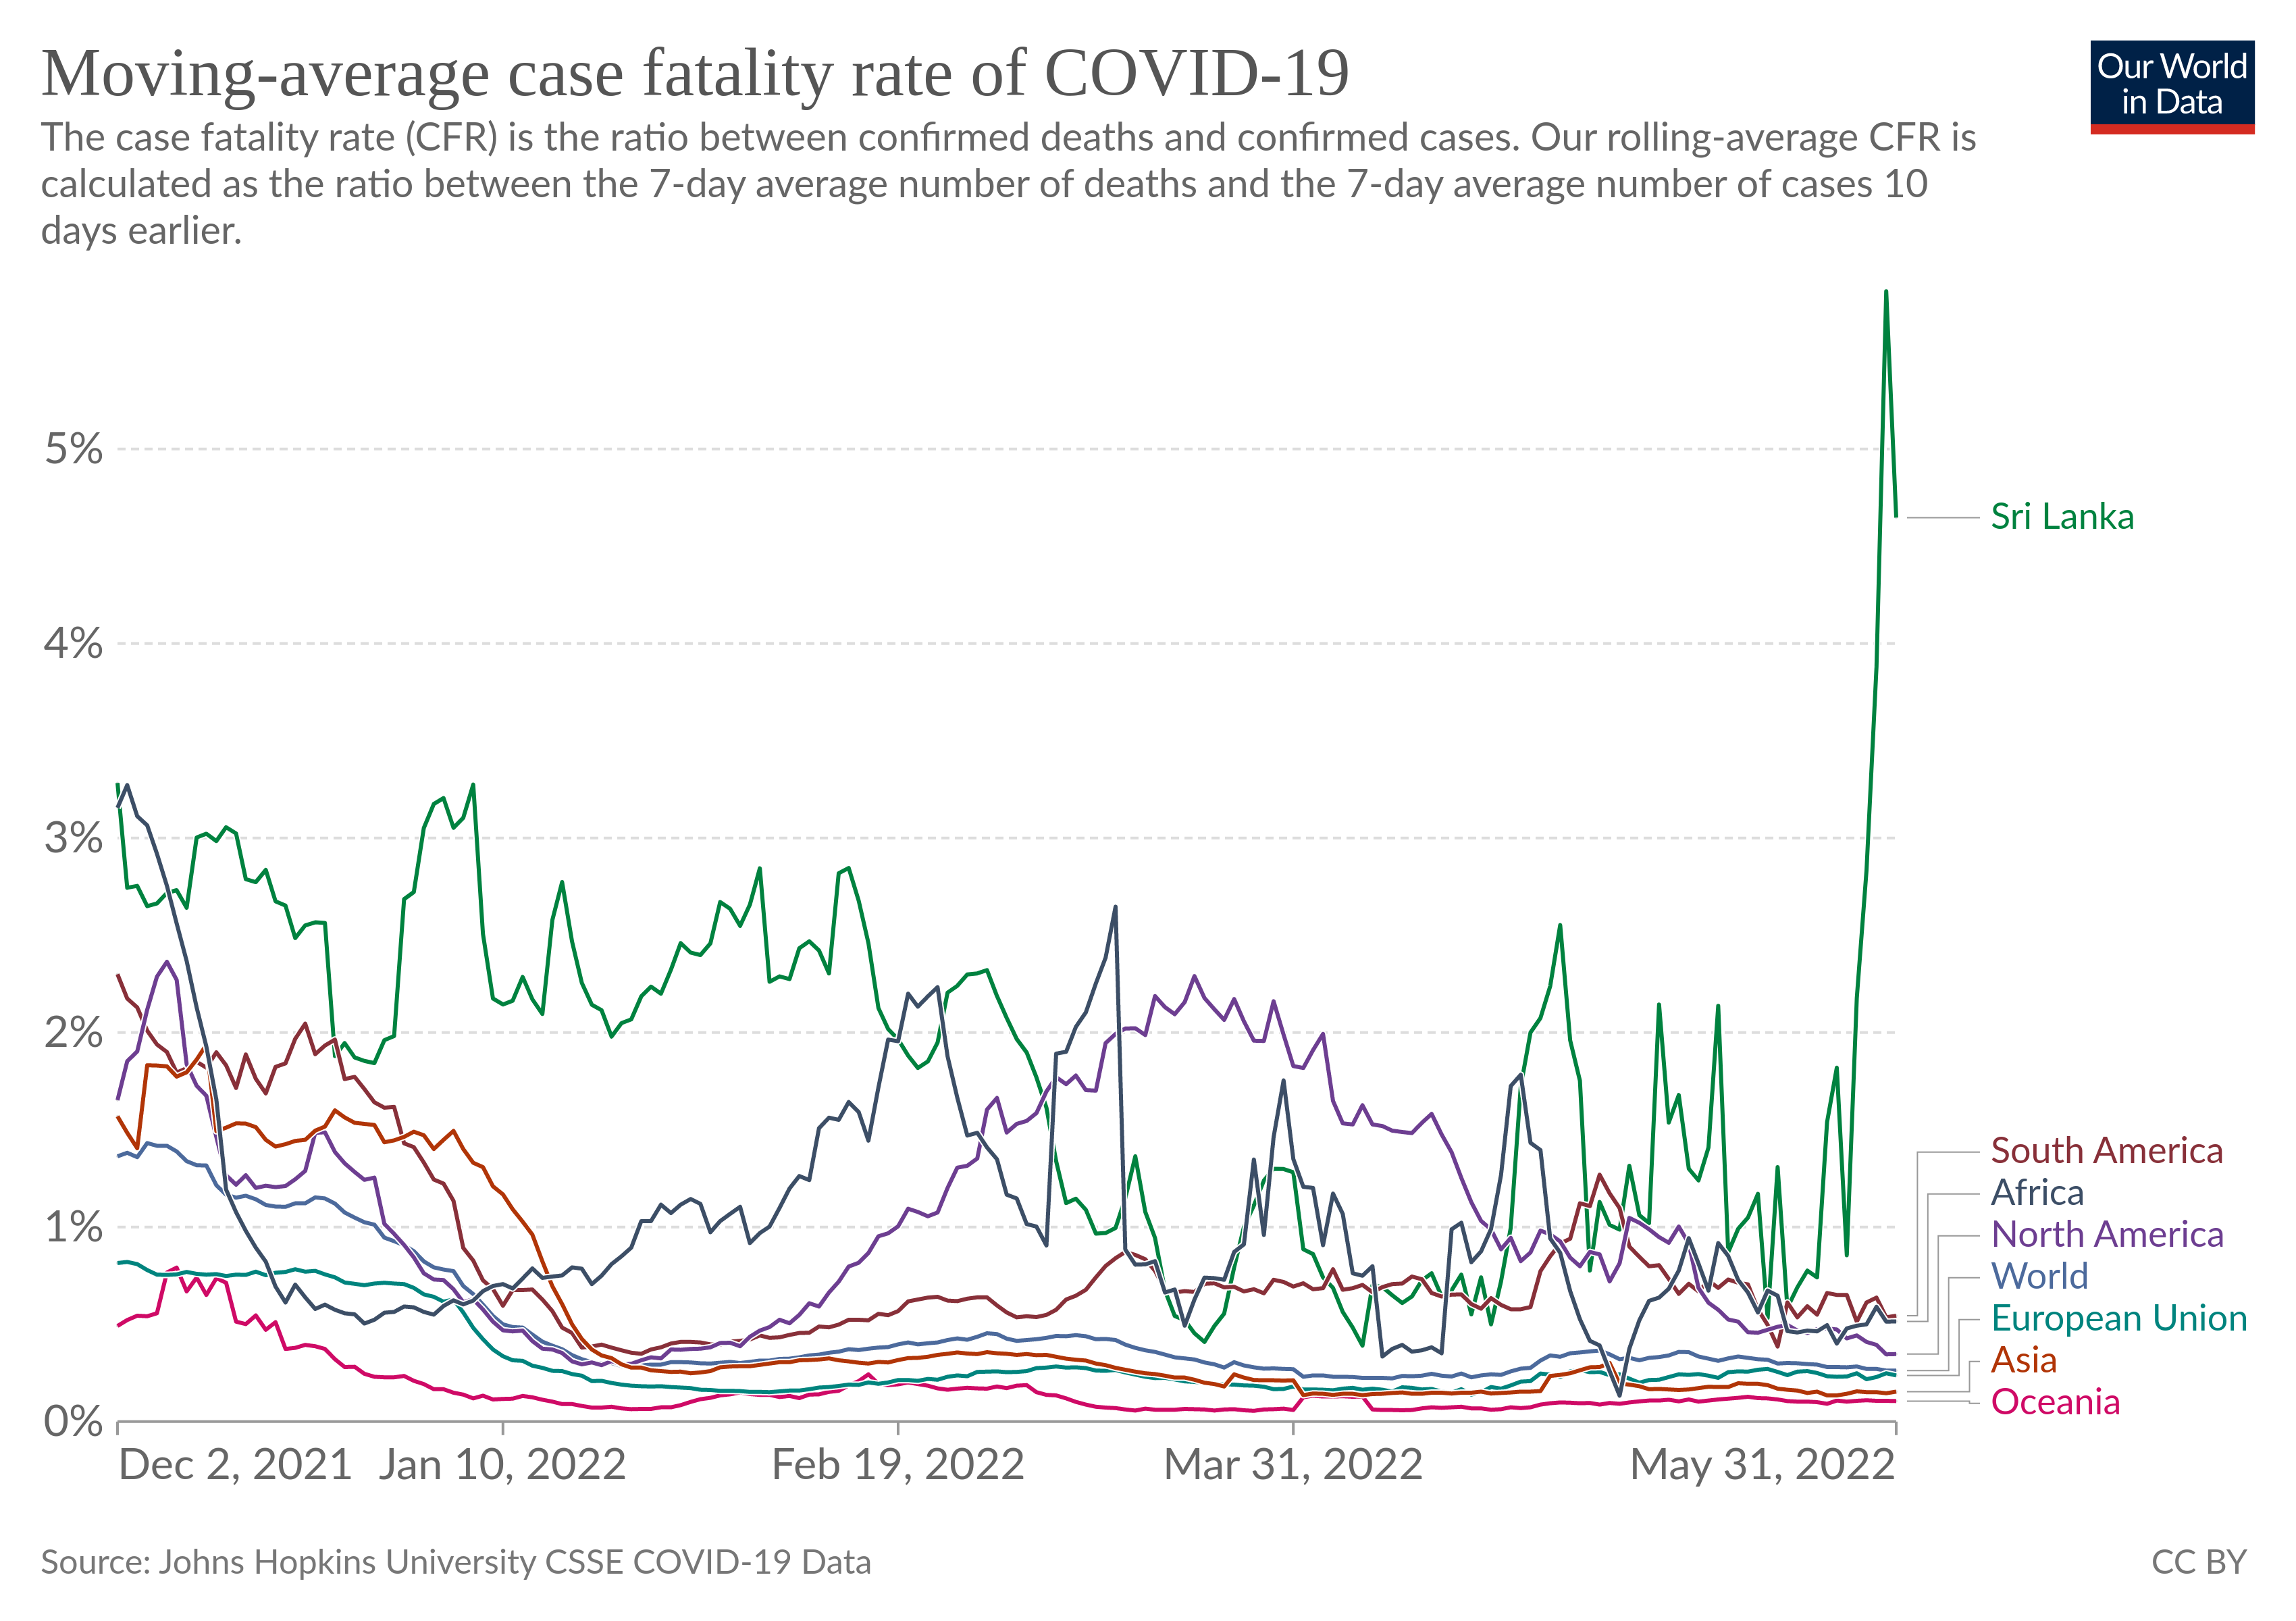 Moving-average case fatality rate of COVID-19
Our World
in Data
The case fatality rate (CFR) is the ratio between confirmed deaths and confirmed cases. Our rolling-average CFR is
calculated as the ratio between the 7-day average number of deaths and the 7-day average number of cases 10
days earlier.
5%
4%
3%
2%
1%
0%
Sri Lanka
South America
Africa
North America
World
European Union
Asia
Oceania
Dec 2, 2021
Jan 10, 2022
Feb 19, 2022
Mar 31, 2022
May 31, 2022
Source: Johns Hopkins University CSSE COVID-19 Data
CC BY